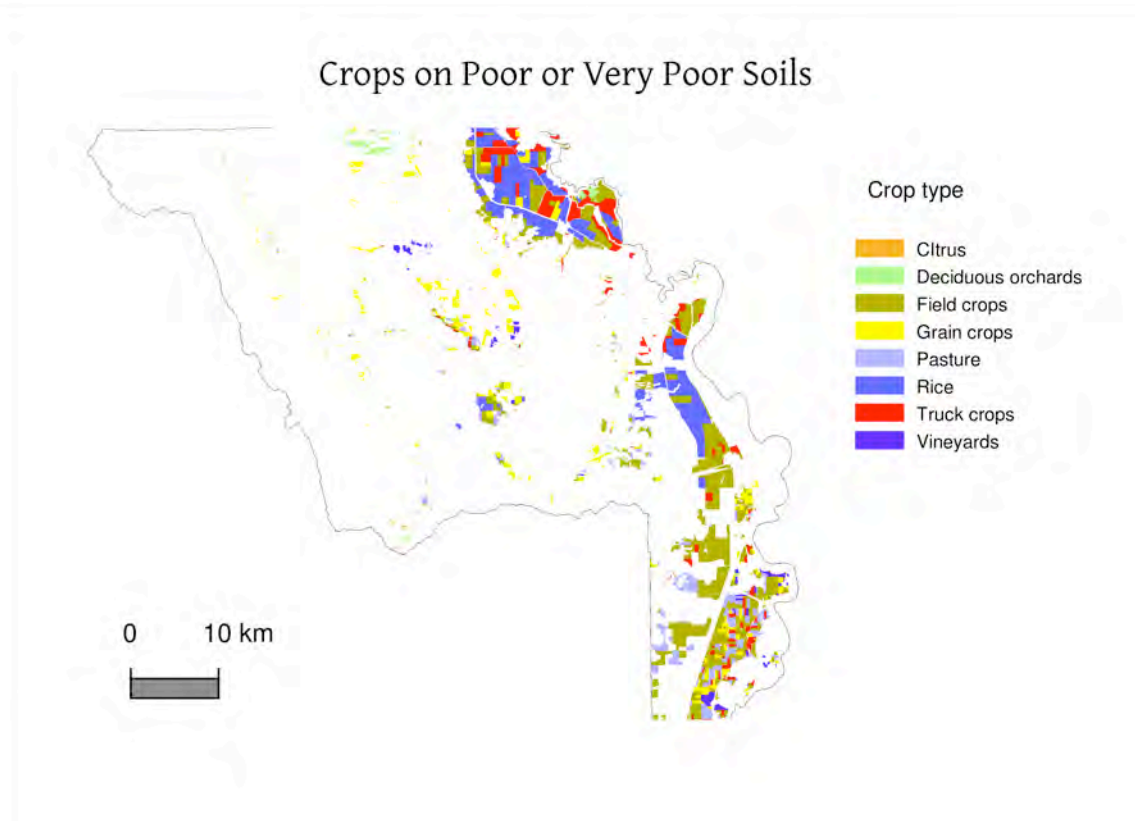 Crops on Poor or Very Poor Soils
Crop type
CItrus
Deciduous orchards
Field crops
Grain crops
Pasture
Rice
Truck crops
Vineyards
0 10 km